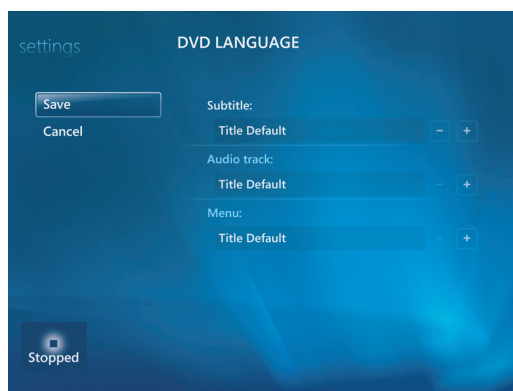 settings
DVD LANGUAGE
Save
Cancel
Subtitle:
Title Default - +
Audio track:
Title Default - +
Menu:
Title Default - +
Stopped